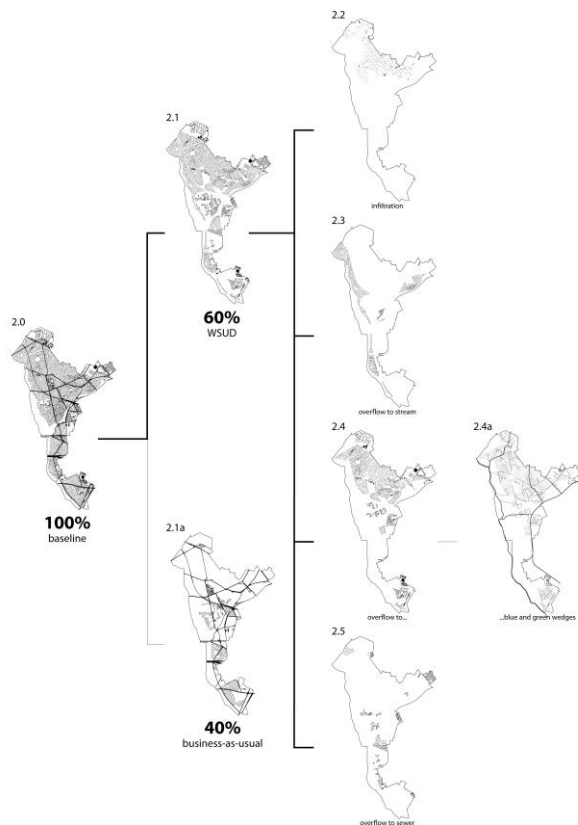 2.2
infiltration
2.1
60%
WSUD
2.3
overflow to stream
2.0
100%
baseline
2.4
overflow to...
2.4a
...blue and green wedges
2.1a
40%
business-as-usual
2.5
overflow to sewer